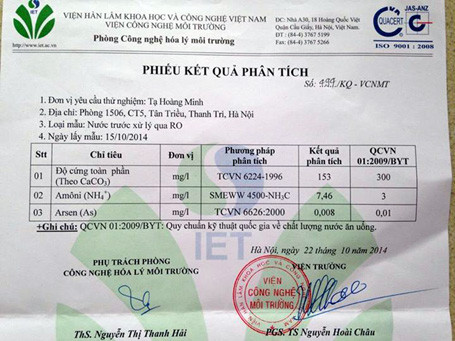 VIỆN HÀN LÂM KHOA HỌC VÀ CÔNG NGHỆ VIỆT NAM
VIỆN CÔNG NGHỆ MÔI TRƯỜNG
Phòng Công nghệ hóa lý môi trường
www.iet.ac.vn
ĐC: Nhà A30, 18 Hoàng Quốc Việt
Quận Cầu Giấy, Hà Nội, Việt Nam
ĐT: (84-4) 3767 5199
Fax: (84-4) 3767 5266
QUACERT
JAS-ANZ
ISO 9001 : 2008
PHIẾU KẾT QUẢ PHÂN TÍCH
Số: /KQ - VCNMT
1. Đơn vị yêu cầu thử nghiệm: Tạ Hoàng Minh
2. Địa chỉ: Phòng 1506, CT5, Tân Triều, Thanh Trì, Hà Nội
3. Loại mẫu: Nước trước xử lý qua RO
4. Ngày lấy mẫu: 15/10/2014
Stt Chỉ tiêu Đơn vị Phương pháp phân tích Kết quả phân tích QCVN 01:2009/BYT
01 Độ cứng toàn phần (Theo CaCO₃) mg/l TCVN 6224-1996 153 300
02 Amôni (NH₄⁺) mg/l SMEWW 4500-NH₃C 7,46 3
03 Arsen (As) mg/l TCVN 6626:2000 0,008 0,01
+Ghi chú: QCVN 01:2009/BYT: Quy chuẩn kỹ thuật quốc gia về chất lượng nước ăn uống.
IET
Hà Nội, ngày 22 tháng 10 năm 2014
PHỤ TRÁCH PHÒNG
CÔNG NGHỆ HÓA LÝ MÔI TRƯỜNG
VIỆN TRƯỞNG
VIỆN
CÔNG NGHỆ
MÔI TRƯỜNG
ThS. Nguyễn Thị Thanh Hải
PGS. TS Nguyễn Hoài Châu